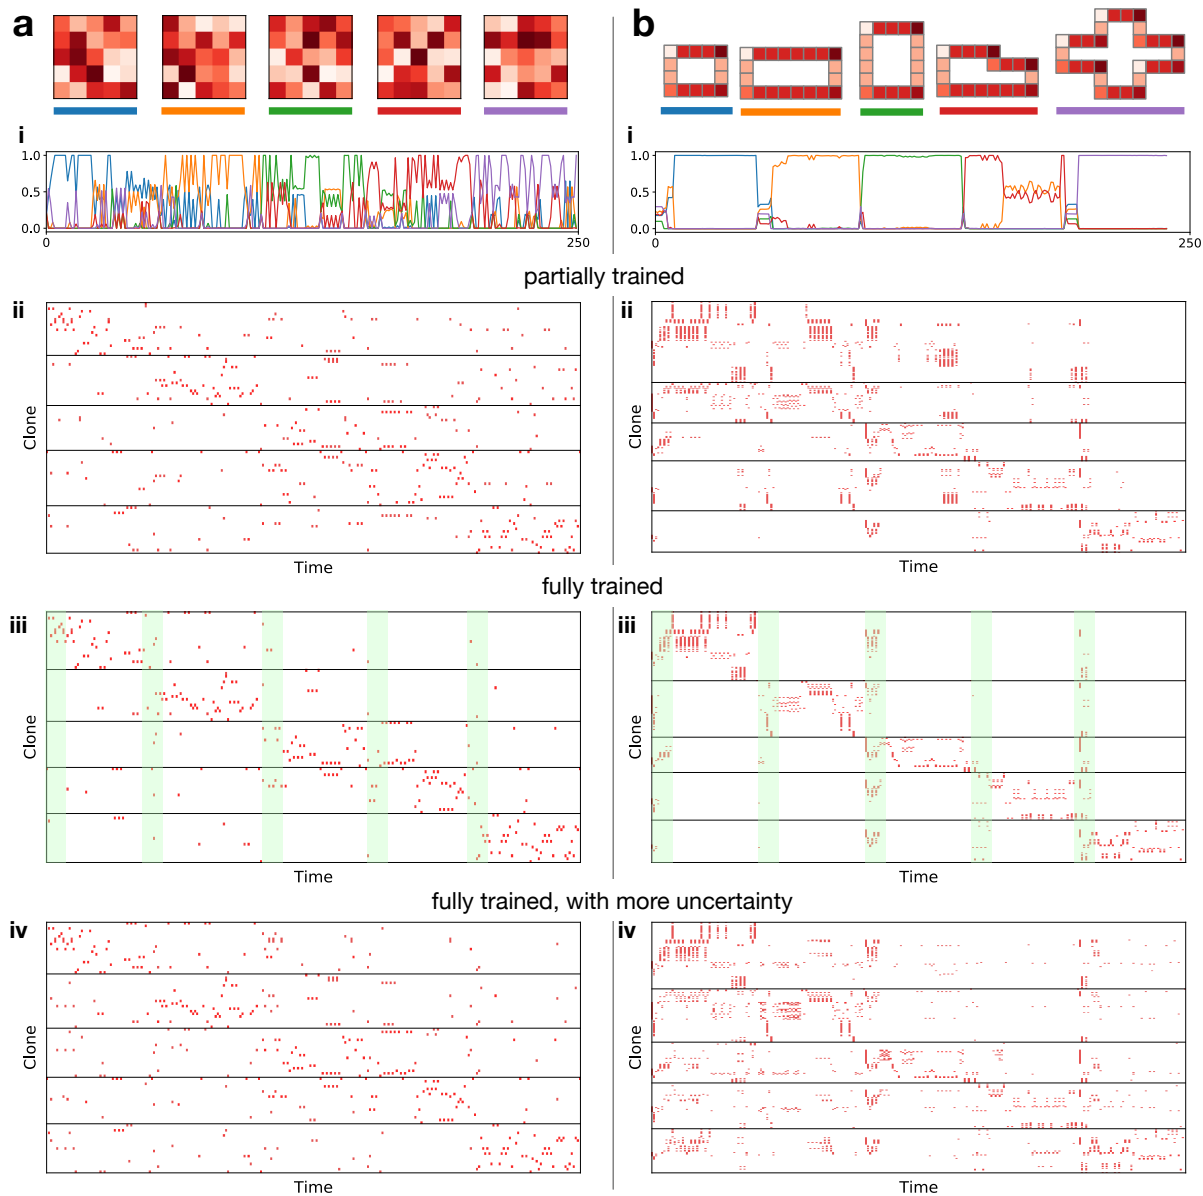 a
b
i
1.0
0.5
0.0
0
250
i
1.0
0.5
0.0
0
250
partially trained
ii
Clone
Time
ii
Clone
Time
fully trained
iii
Clone
Time
iii
Clone
Time
fully trained, with more uncertainty
iv
Clone
Time
iv
Clone
Time